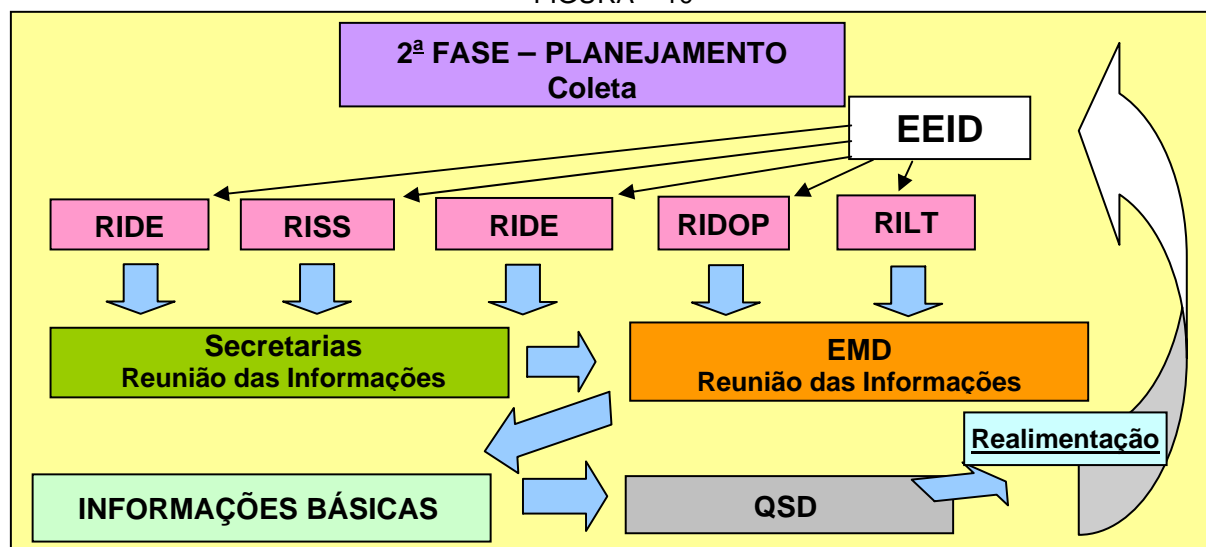 2ª FASE – PLANEJAMENTO
Coleta
EEID
RIDE
RISS
RIDE
RIDOP
RILT
Secretarias
Reunião das Informações
EMD
Reunião das Informações
Realimentação
INFORMAÇÕES BÁSICAS
QSD